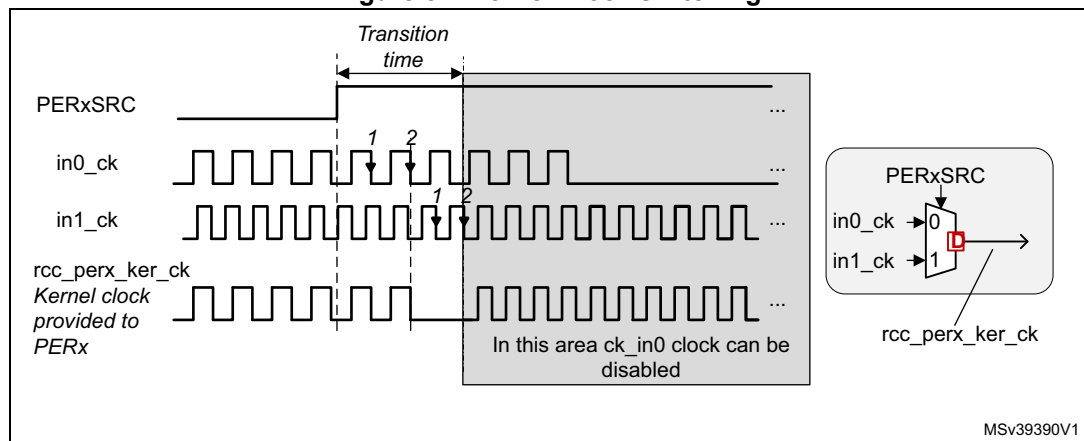 Transition
time
PERxSRC
...
1
2
in0_ck
...
1
2
in1_ck
...
rcc_perx_ker_ck
Kernel clock
provided to
PERx
...
In this area ck_in0 clock can be
disabled
PERxSRC
in0_ck
0
D
in1_ck
1
rcc_perx_ker_ck
MSv39390V1